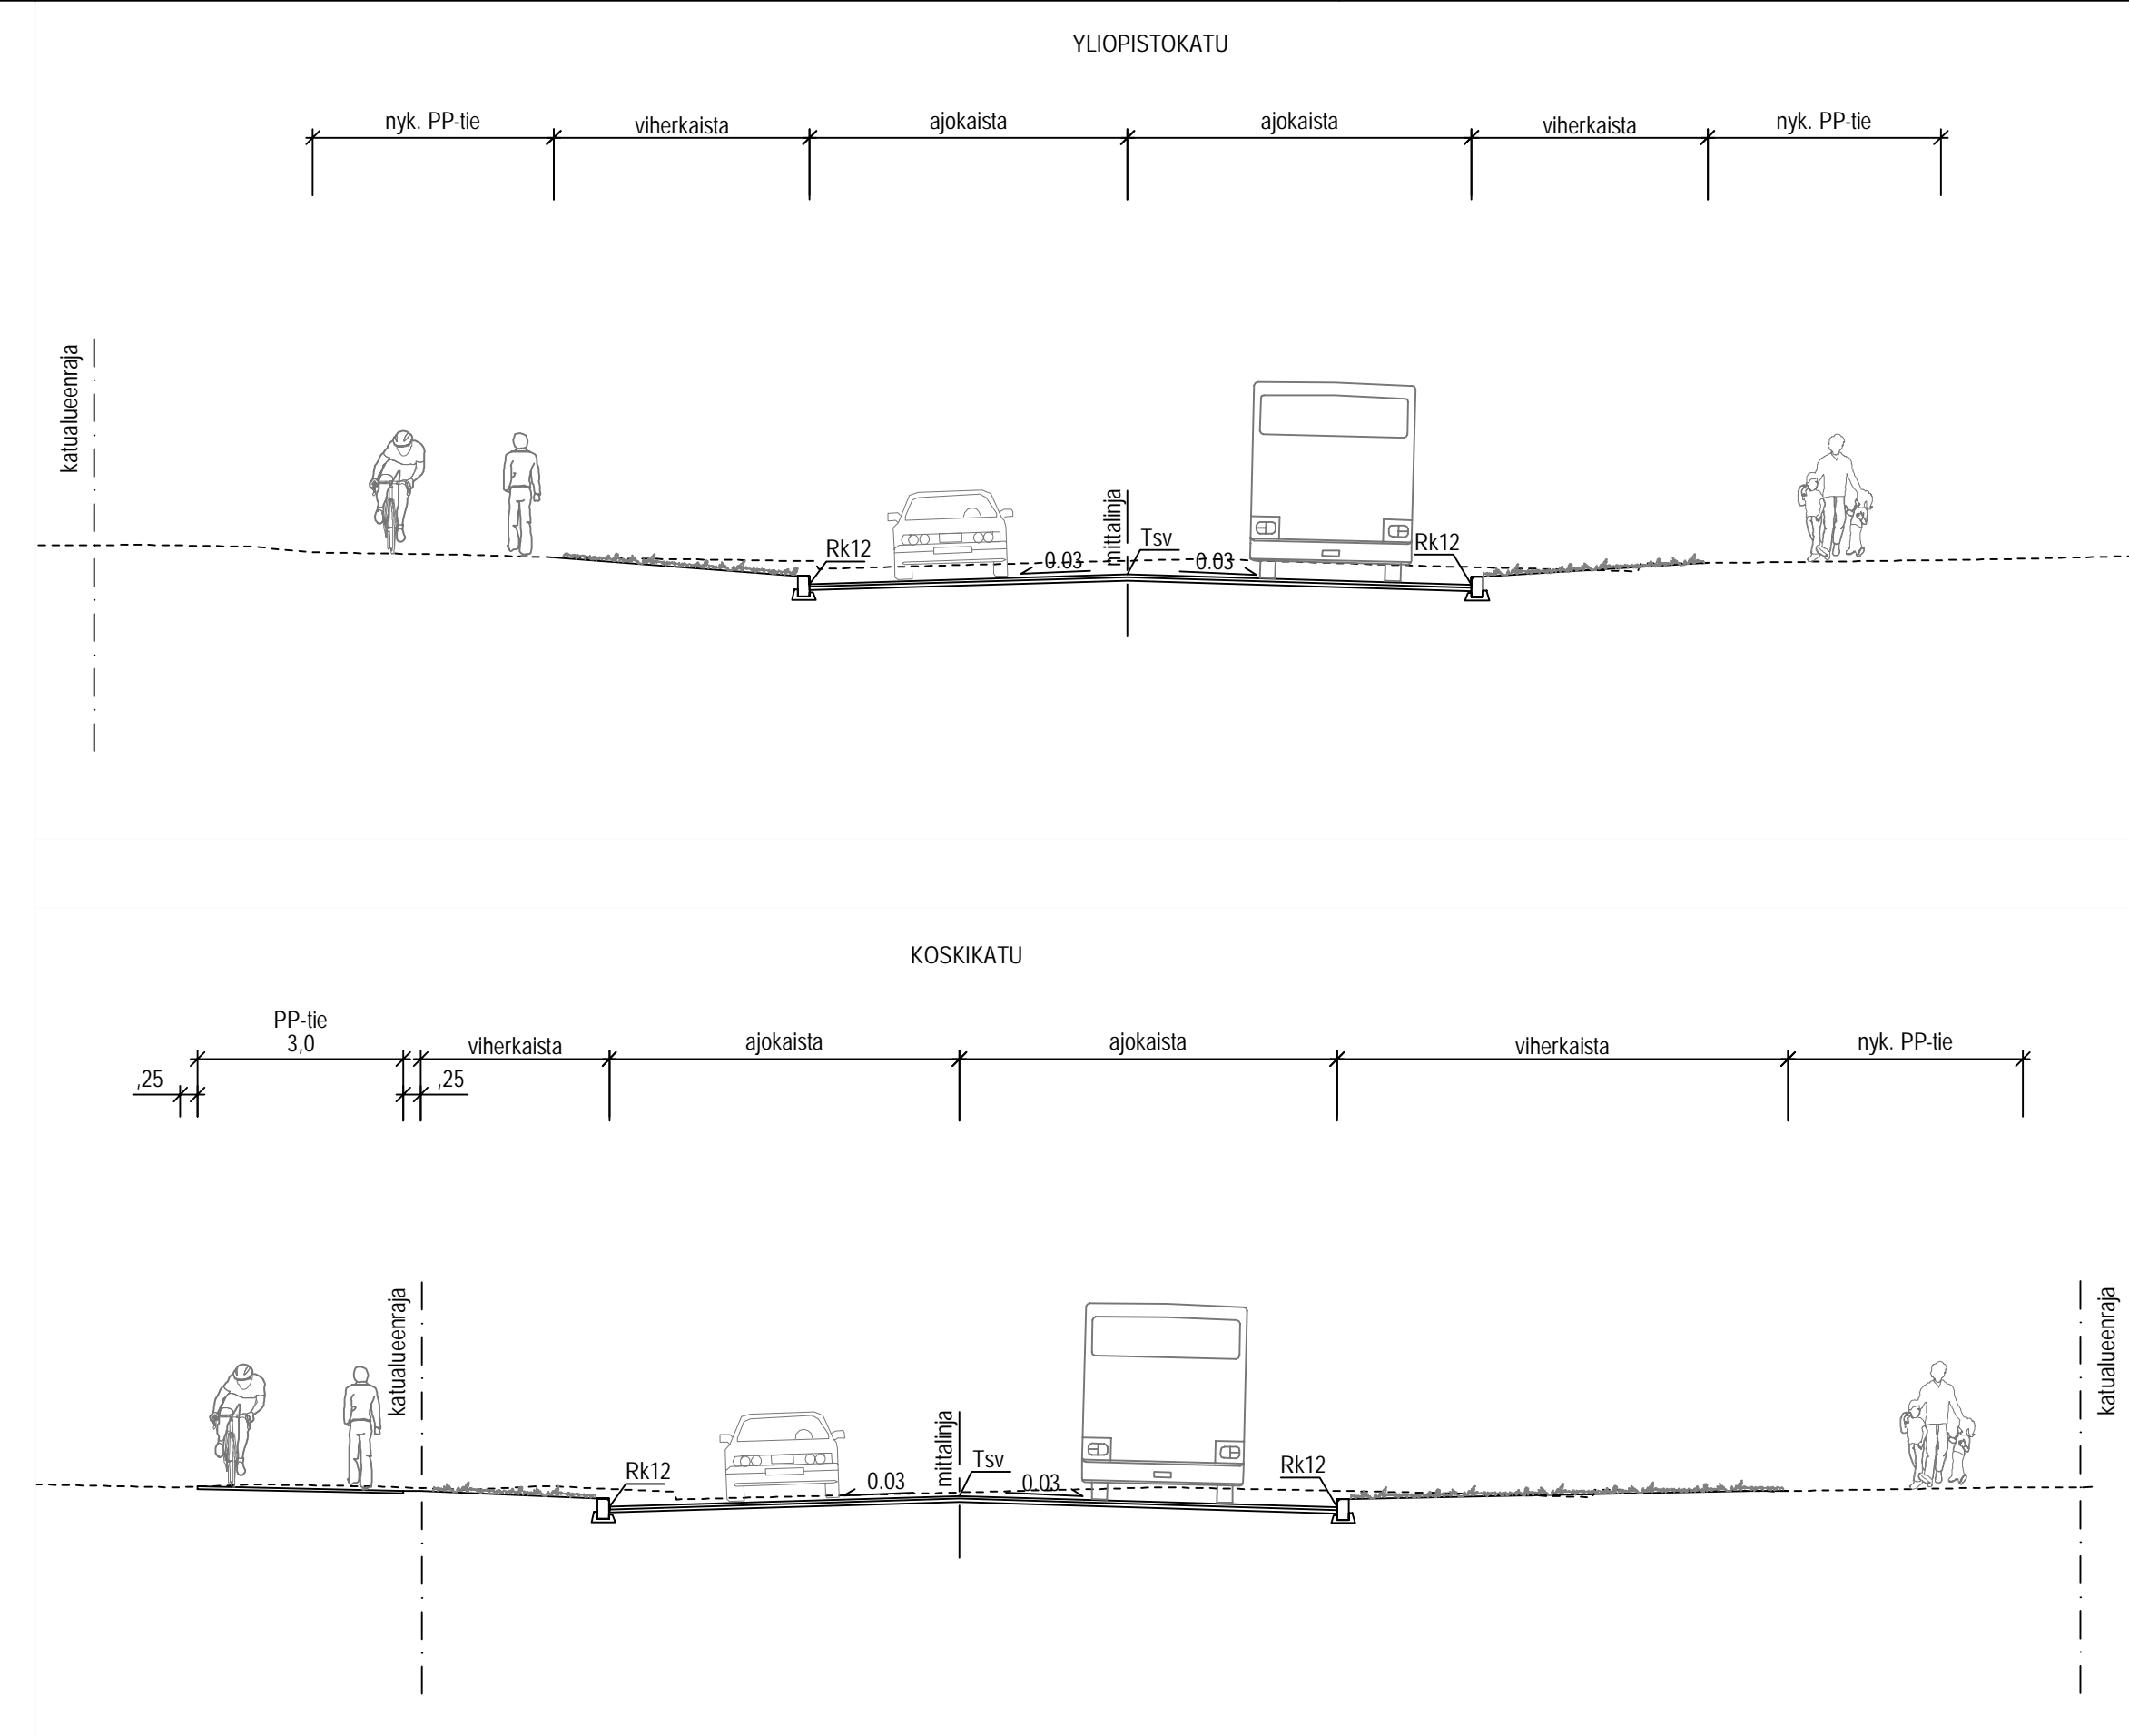 YLIOPISTOKATU
nyk. PP-tie
viherkaista
ajokaista
ajokaista
viherkaista
nyk. PP-tie
katualueenraja
mittalinja
Rk12
0.03
Tsv
0.03
Rk12
KOSKIKATU
PP-tie
3,0
viherkaista
ajokaista
ajokaista
viherkaista
nyk. PP-tie
,25
,25
katualueenraja
katualueenraja
mittalinja
Rk12
0.03
Tsv
0.03
Rk12